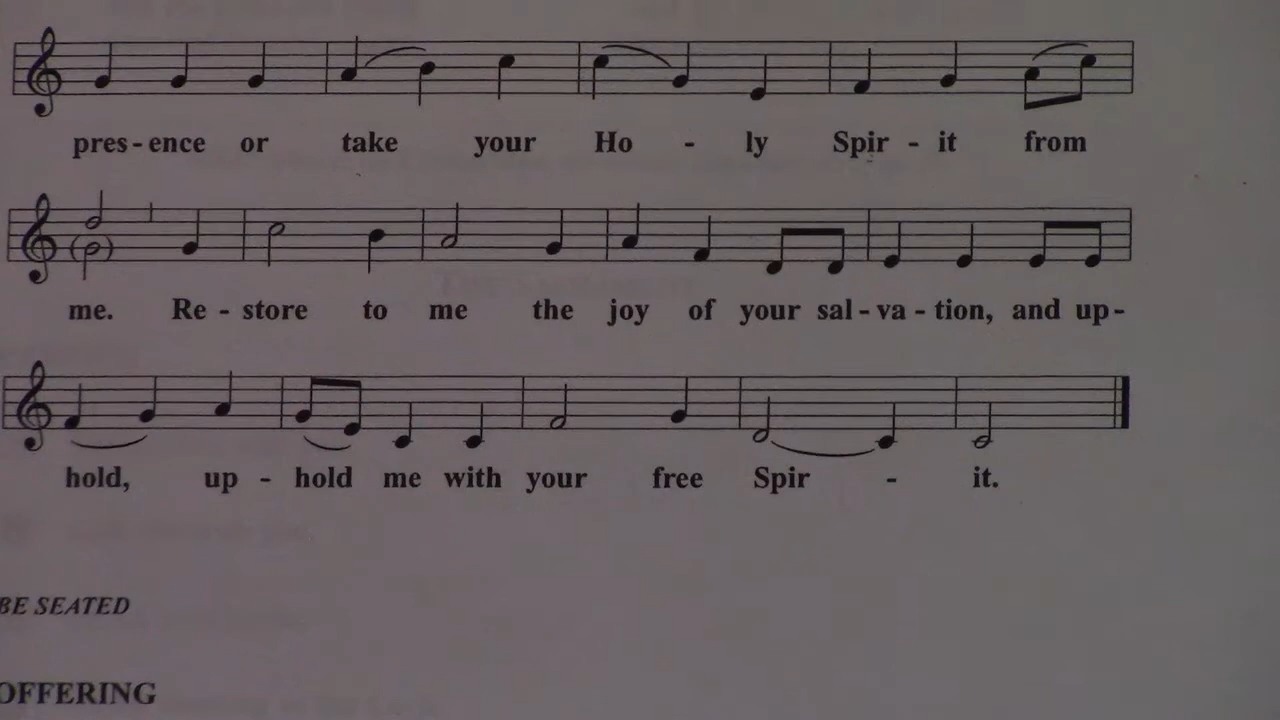 pres - ence or take your Ho - ly Spir - it from
me. Re - store to me the joy of your sal - va - tion, and up -
hold, up - hold me with your free Spir - it.
BE SEATED
OFFERING